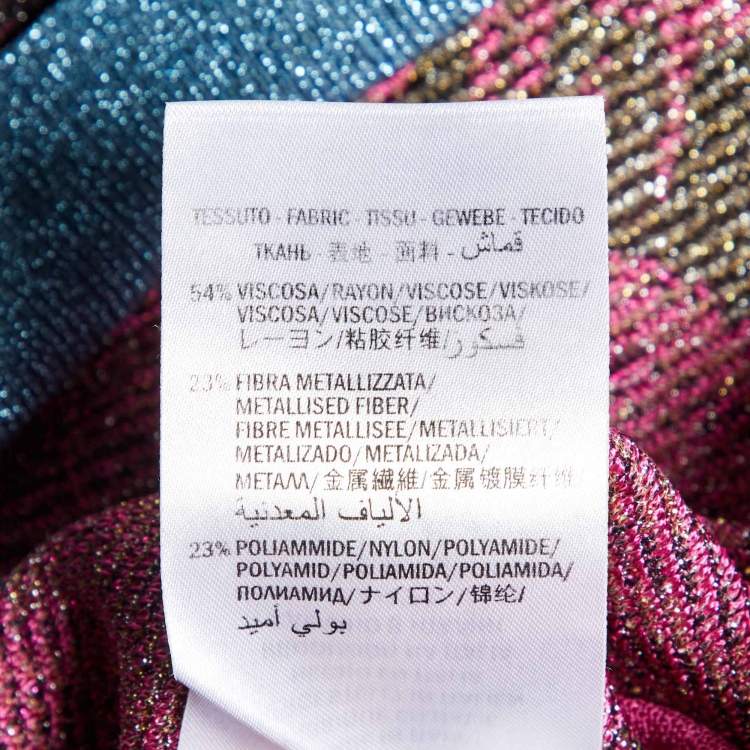 TESSUTO - FABRIC - TISSU - GEWEBE - TECIDO
ТКАНЬ - 表地 - 面料 - قماش
54% VISCOSA/RAYON/VISCOSE/VISKOSE/
VISCOSA/VISCOSE/ВИСКОЗА/
レーヨン/粘胶纤维/فسكوز
23% FIBRA METALLIZZATA/
METALLISED FIBER/
FIBRE METALLISEE/METALLISIERT/
METALIZADO/METALIZADA/
МЕТАЛЛ/金属繊維/金属镀膜纤维
الألياف المعدنية
23% POLIAMMIDE/NYLON/POLYAMIDE/
POLYAMID/POLIAMIDA/POLIAMIDA/
ПОЛИАМИД/ナイロン/锦纶/
بولي أميد